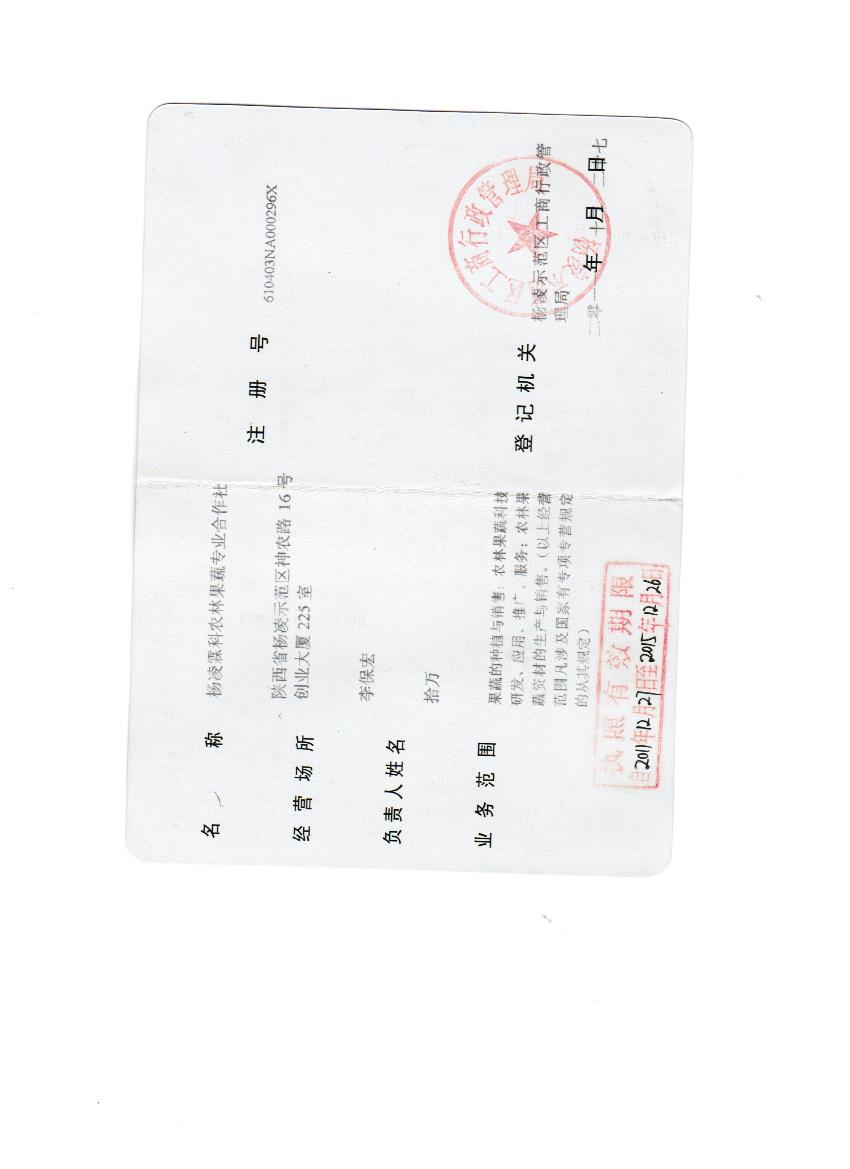 名 称 杨凌霖科农林果蔬专业合作社
经营场所 陕西省杨凌示范区神农路 16 号
创业大厦 225 室
负责人姓名 李保宏
拾万
业务范围 果蔬的种植与销售；农林果蔬科技
研发、应用、推广、服务；农林果
蔬资材的生产与销售。（以上经营
范围凡涉及国家有专项专营规定
的从其规定）
执照有效期限
自2011年12月27日至2015年12月26日
注 册 号 610403NA000296X
登记机关 杨凌示范区工商行政管
理局
二零一 年 十 月 二 日 七
杨凌示范区工商行政管理局